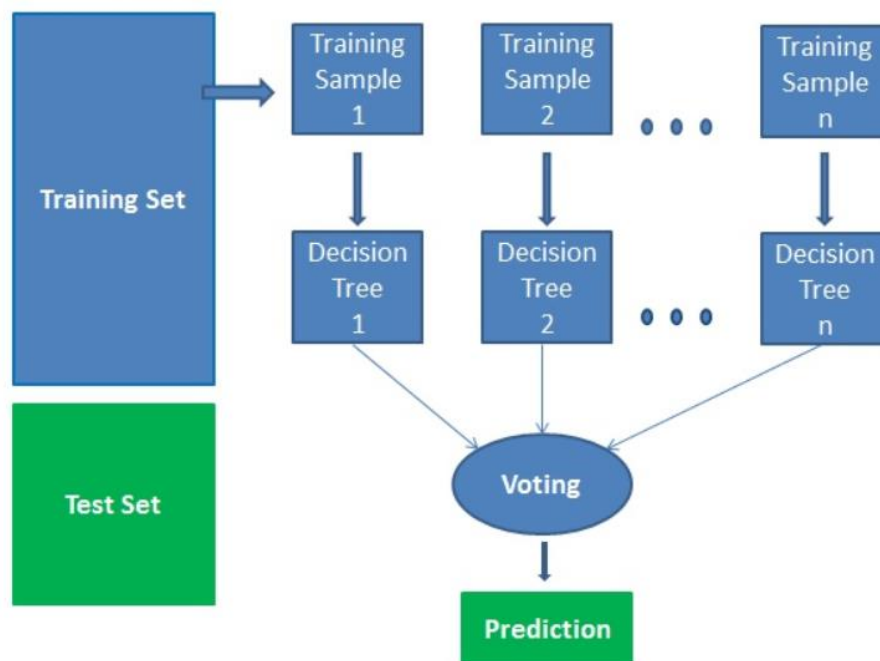 Training
Sample
1
Training
Sample
2
Training
Sample
n
Training Set
Decision
Tree
1
Decision
Tree
2
Decision
Tree
n
Test Set
Voting
Prediction